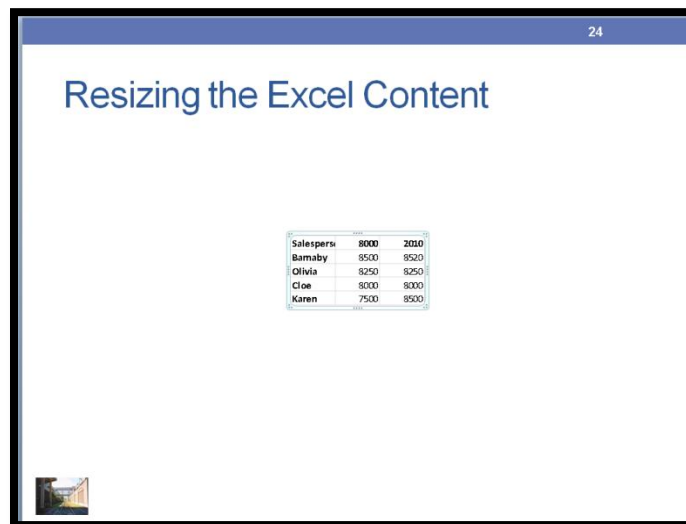 24
Resizing the Excel Content
Salespers 8000 2010
Barnaby 8500 8520
Olivia 8250 8250
Cloe 8000 8000
Karen 7500 8500